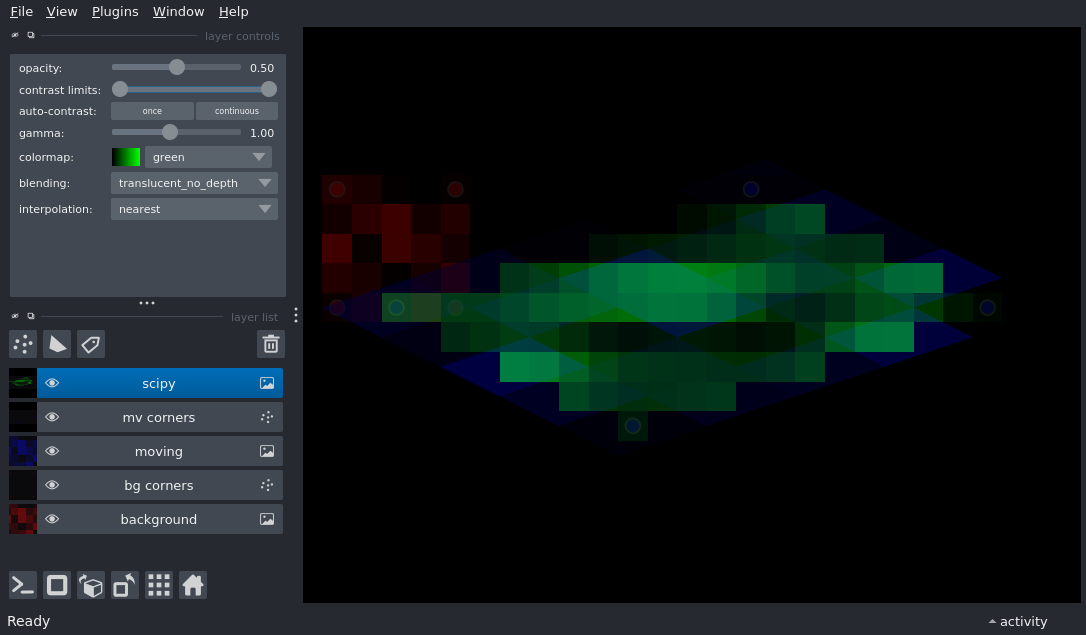 File View Plugins Window Help
layer controls
opacity: 0.50
contrast limits:
auto-contrast: once continuous
gamma: 1.00
colormap: green
blending: translucent_no_depth
interpolation: nearest
layer list
scipy
mv corners
moving
bg corners
background
Ready
activity